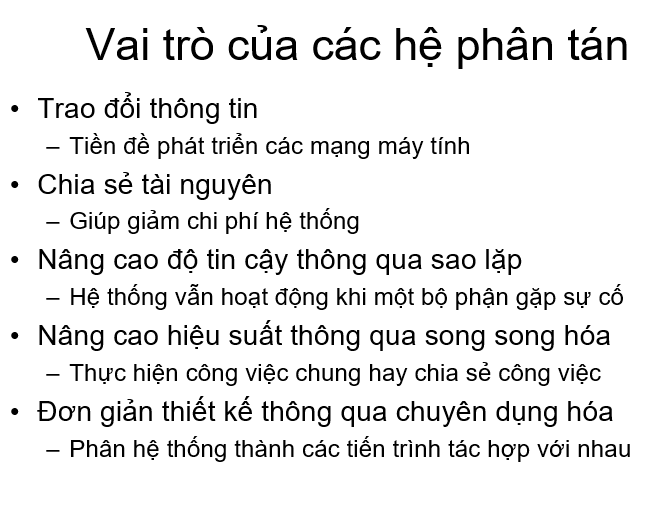 Vai trò của các hệ phân tán
• Trao đổi thông tin
– Tiền đề phát triển các mạng máy tính
• Chia sẻ tài nguyên
– Giúp giảm chi phí hệ thống
• Nâng cao độ tin cậy thông qua sao lặp
– Hệ thống vẫn hoạt động khi một bộ phận gặp sự cố
• Nâng cao hiệu suất thông qua song song hóa
– Thực hiện công việc chung hay chia sẻ công việc
• Đơn giản thiết kế thông qua chuyên dụng hóa
– Phân hệ thống thành các tiến trình tác hợp với nhau